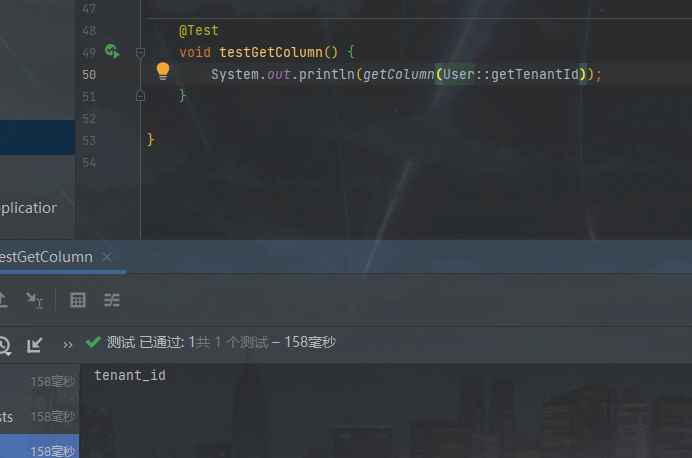 47
48 @Test
49 void testGetColumn() {
50 System.out.println(getColumn(User::getTenantId));
51 }
52
53 }
54
plicatior
estGetColumn ×
» 测试 已通过: 1共 1 个测试 – 158毫秒
158毫秒 tenant_id
sts 158毫秒
158毫秒